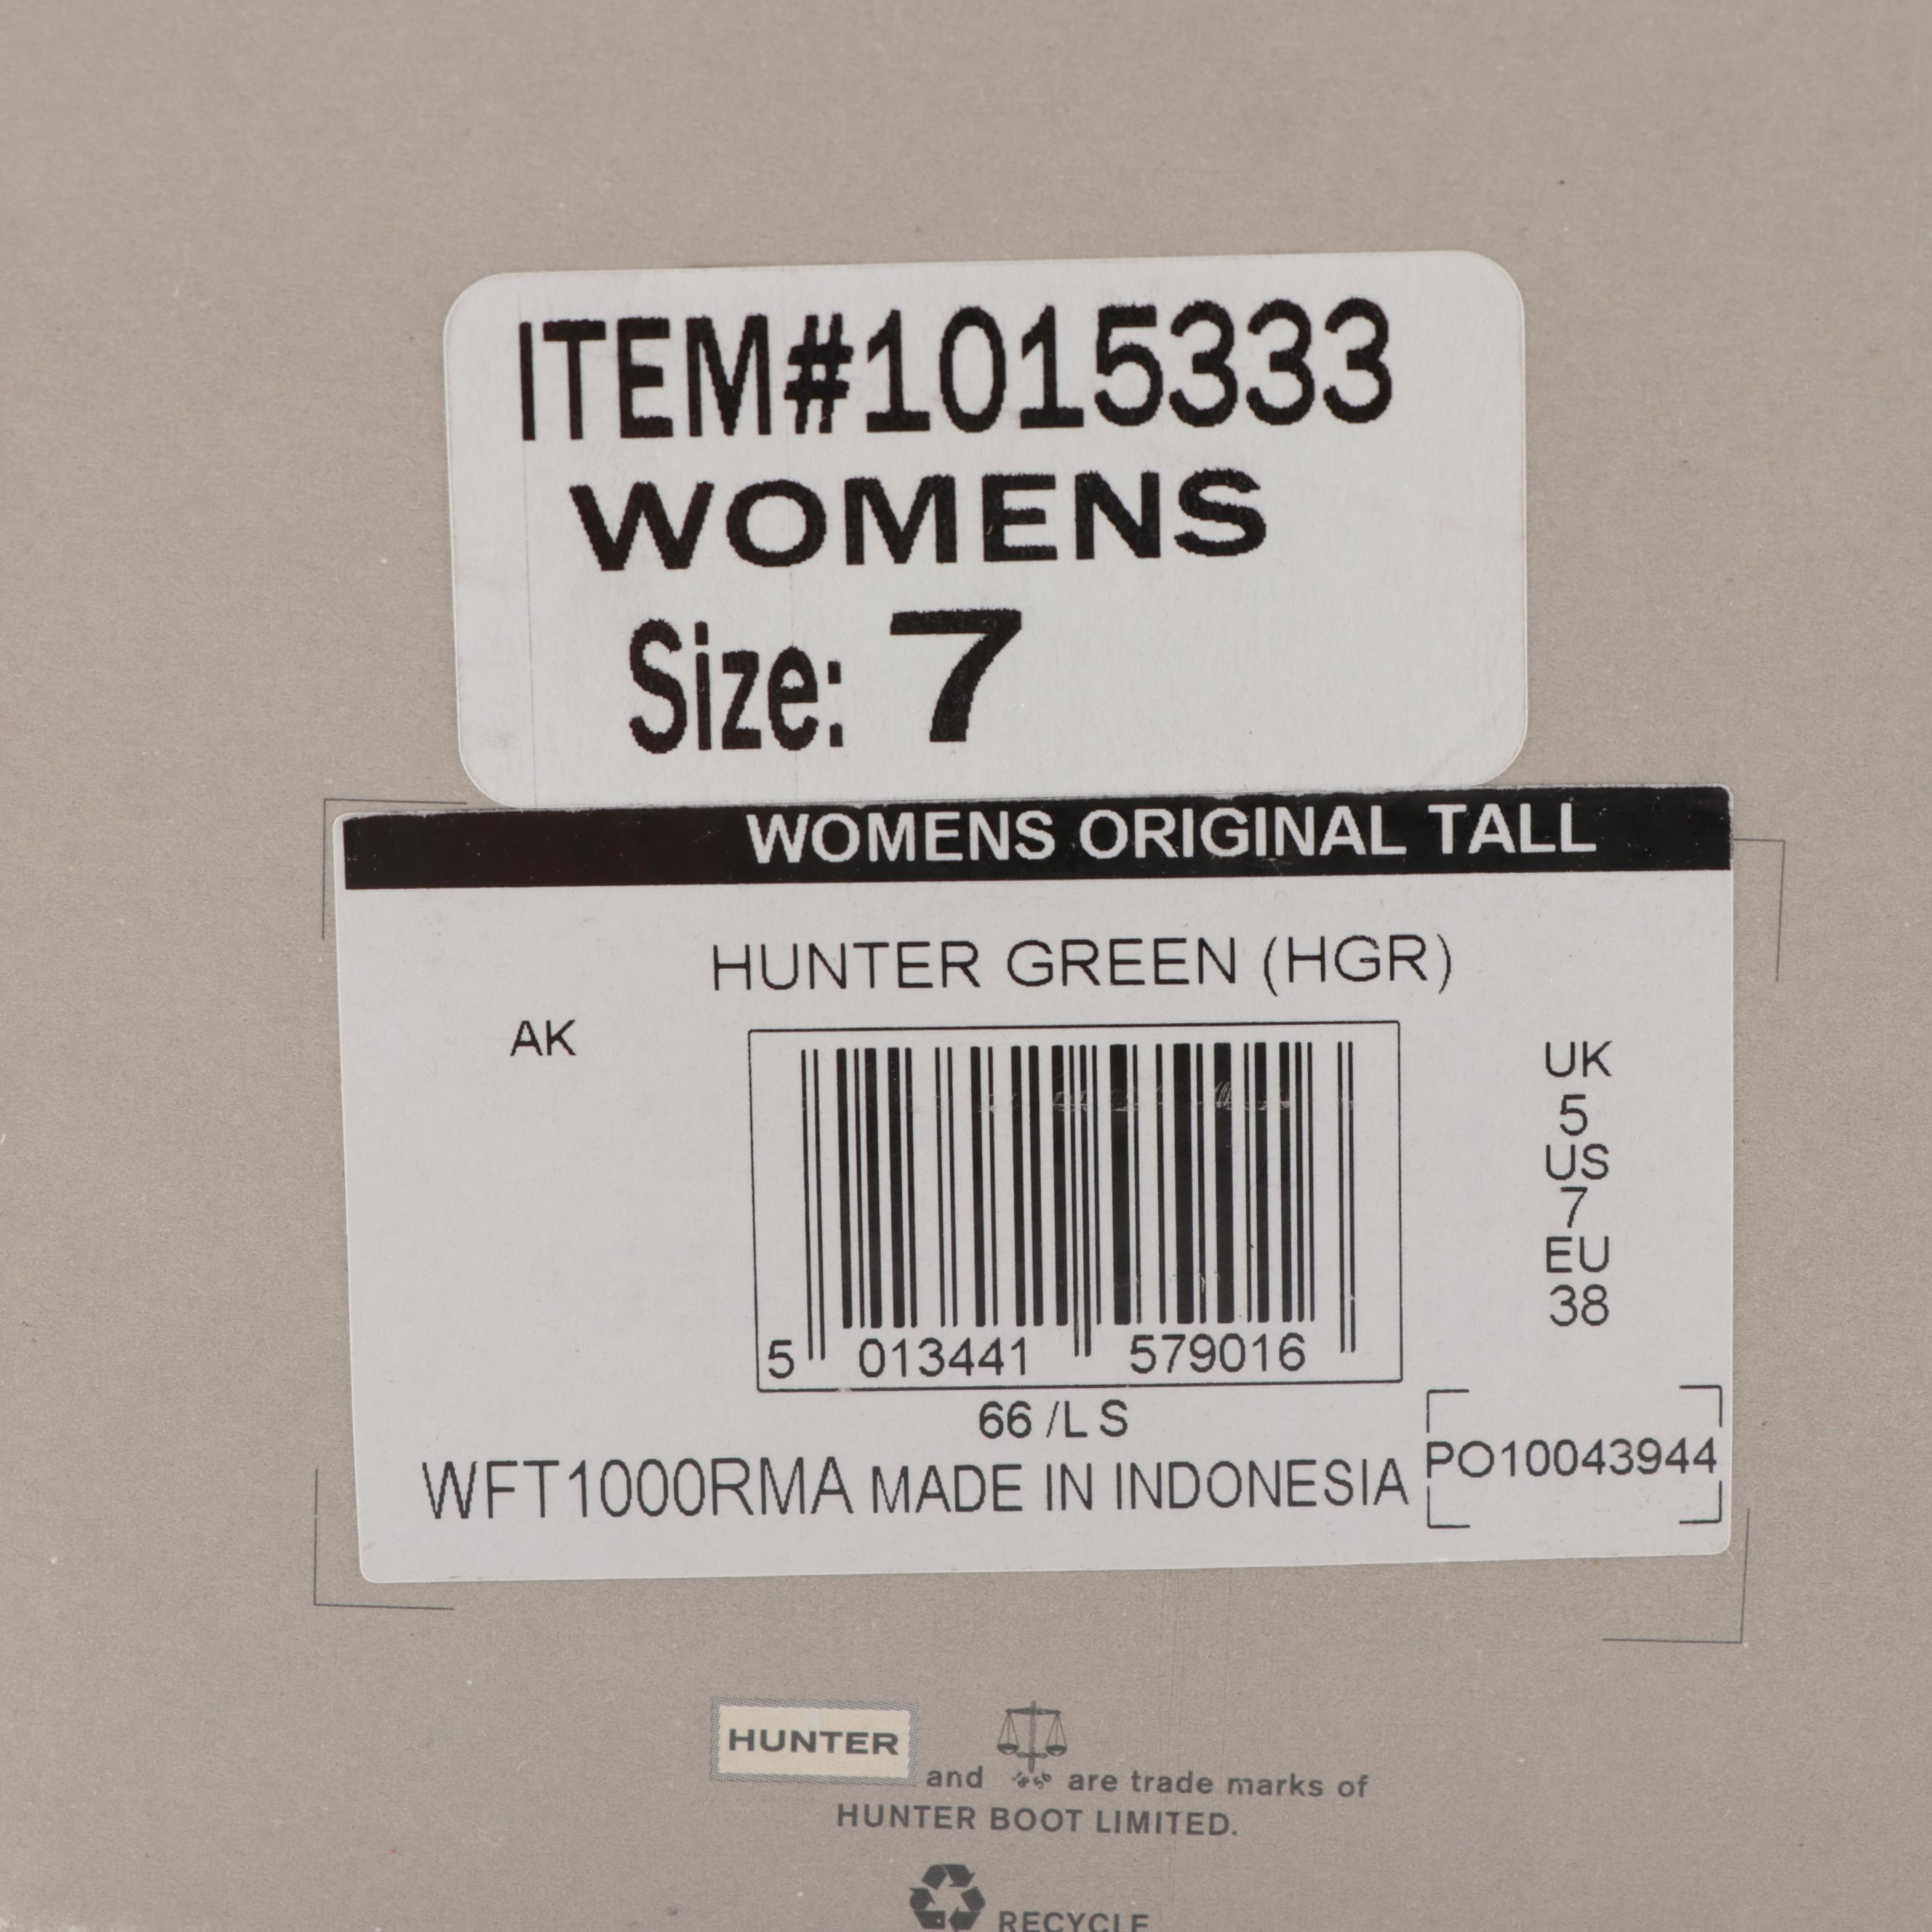 ITEM#1015333
WOMENS
Size: 7
WOMENS ORIGINAL TALL
HUNTER GREEN (HGR)
AK
UK
5
US
7
EU
38
5 013441 579016
66 /L S
WFT1000RMA MADE IN INDONESIA
PO10043944
HUNTER and are trade marks of
HUNTER BOOT LIMITED.
RECYCLE